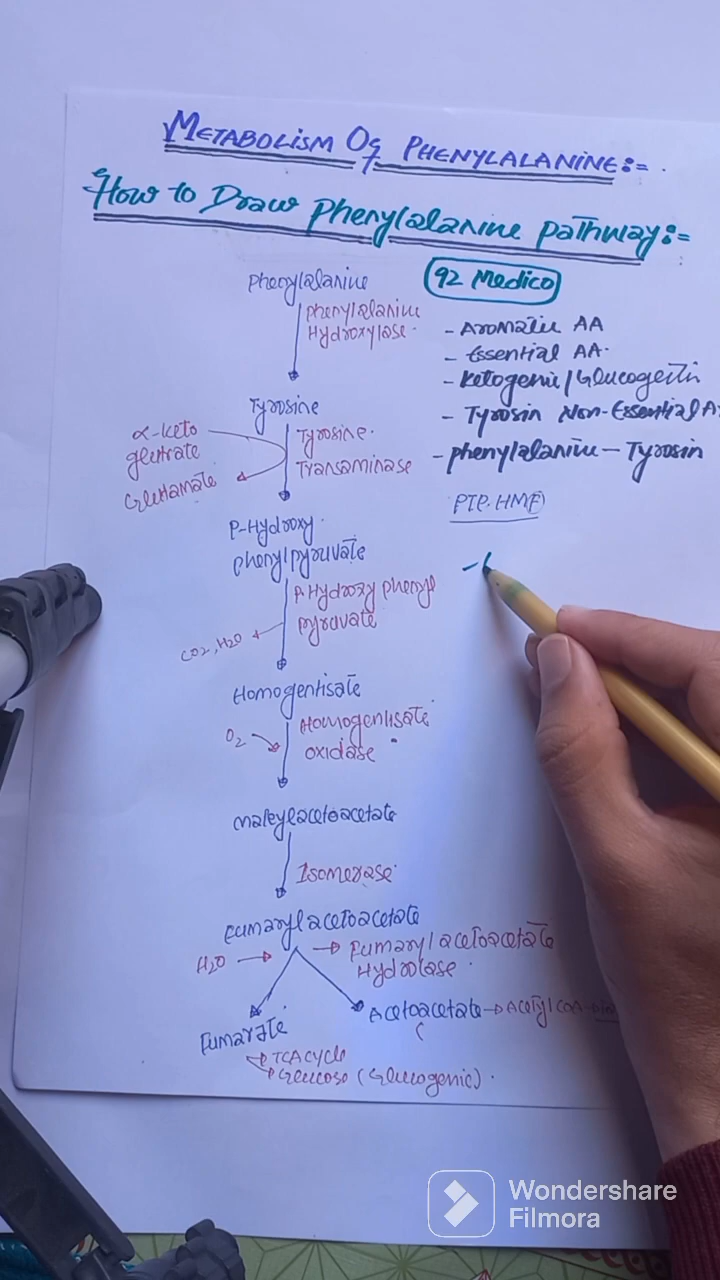 METABOLISM OF PHENYLALANINE:=.
How to Draw phenylalanine pathway:=
92 Medico
phenylalanine
phenylalanine
Hydroxylase.
- Aromatic AA
- Essential AA.
- Ketogenic/Glucogenic
- Tyrosin Non-Essential A
- phenylalanine - Tyrosin
PTP.HMF
Tyrosine
α-keto
glutrate
Glutamate
Tyrosine.
Transaminase
P-Hydroxy.
phenylpyruvate
P.Hydroxy phenyl
pyruvate
CO2, H2O
Homogentisate
O2
Homogentisate
oxidase
maleylacetoacetate
Isomerase.
Fumarylacetoacetate
H2O
Fumarylacetoacetate
Hydrolase.
Fumarate
Acetoacetate → Acetyl COA
TCA cycle
Glucoso (Glucogenic).
Wondershare
Filmora